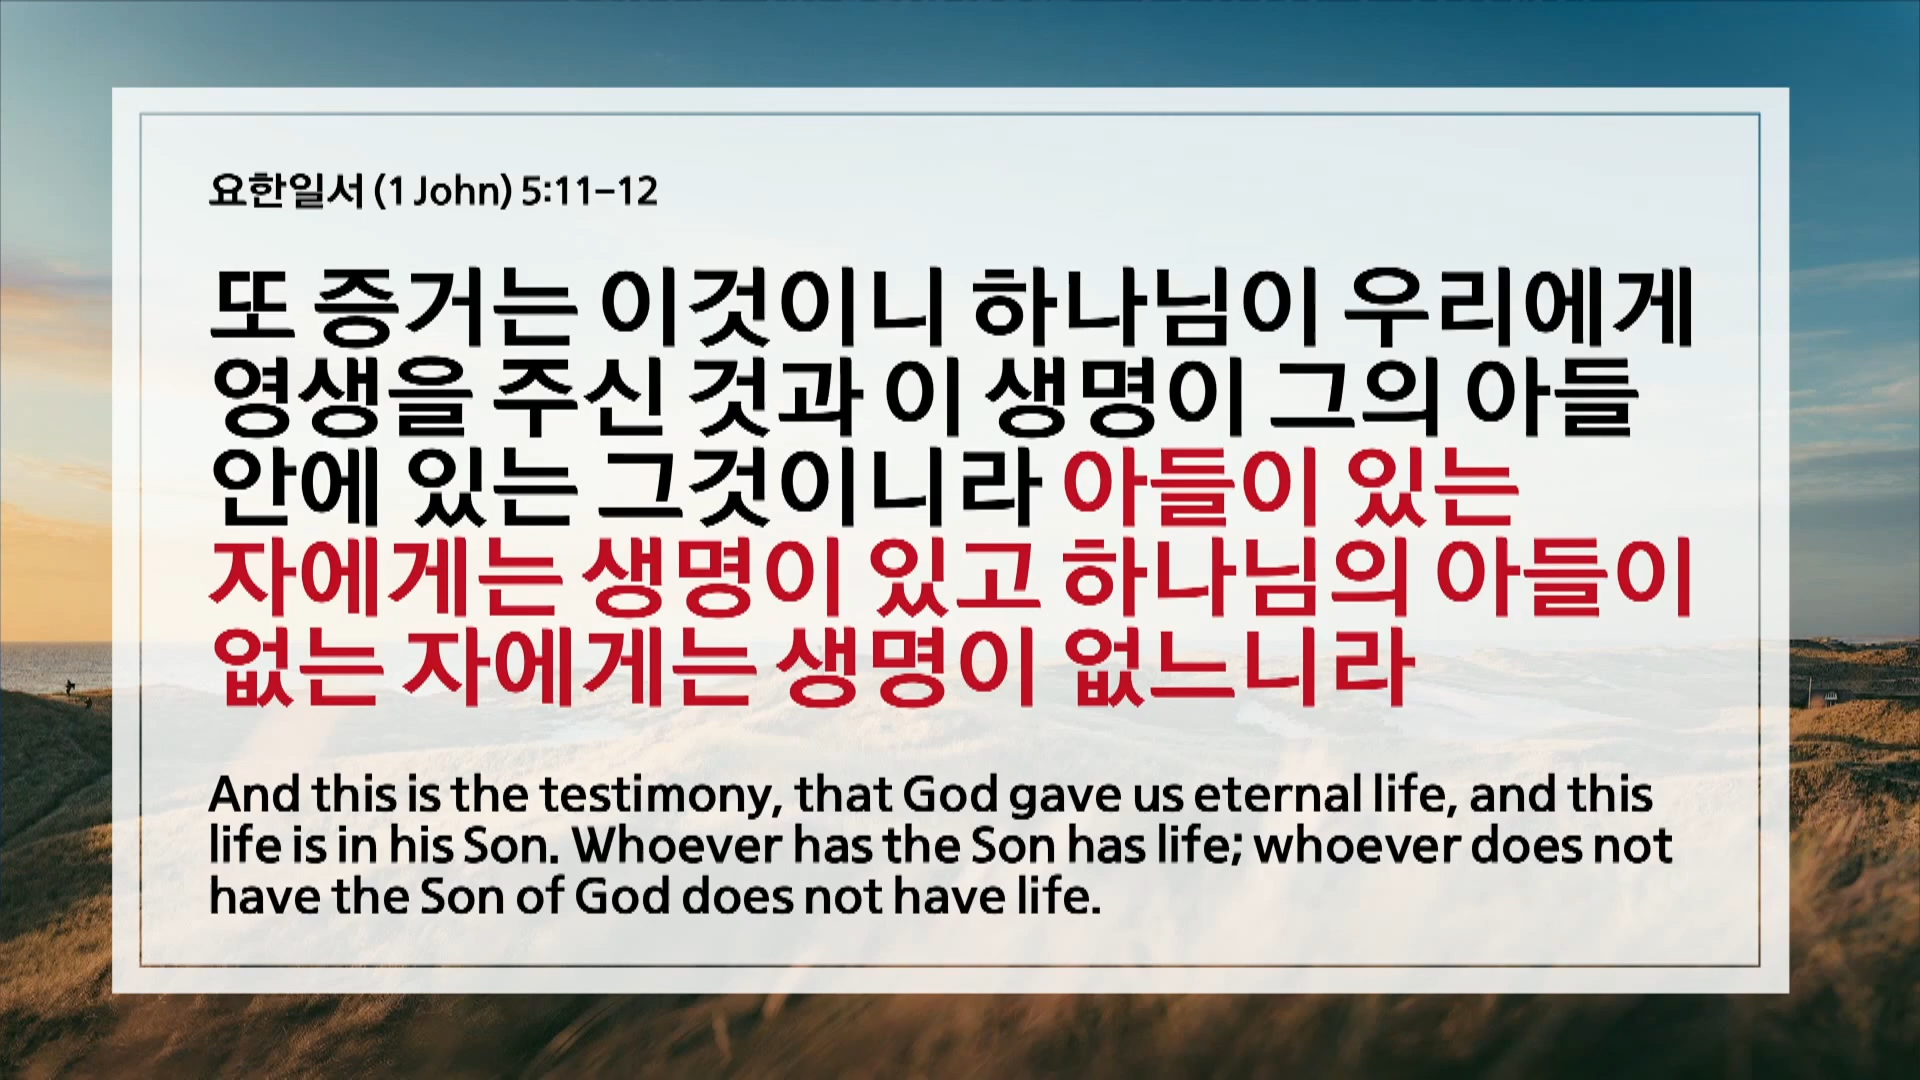 요한일서 (1 John) 5:11-12
또 증거는 이것이니 하나님이 우리에게
영생을 주신 것과 이 생명이 그의 아들
안에 있는 그것이니라 아들이 있는
자에게는 생명이 있고 하나님의 아들이
없는 자에게는 생명이 없느니라
And this is the testimony, that God gave us eternal life, and this
life is in his Son. Whoever has the Son has life; whoever does not
have the Son of God does not have life.